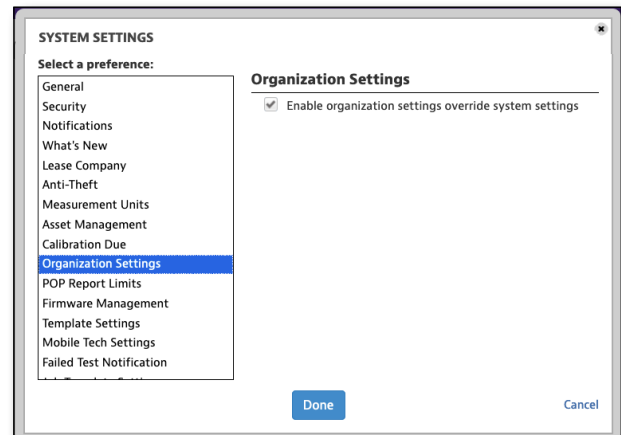 SYSTEM SETTINGS
Select a preference:
General
Security
Notifications
What's New
Lease Company
Anti-Theft
Measurement Units
Asset Management
Calibration Due
Organization Settings
POP Report Limits
Firmware Management
Template Settings
Mobile Tech Settings
Failed Test Notification
Organization Settings
Enable organization settings override system settings
Done
Cancel